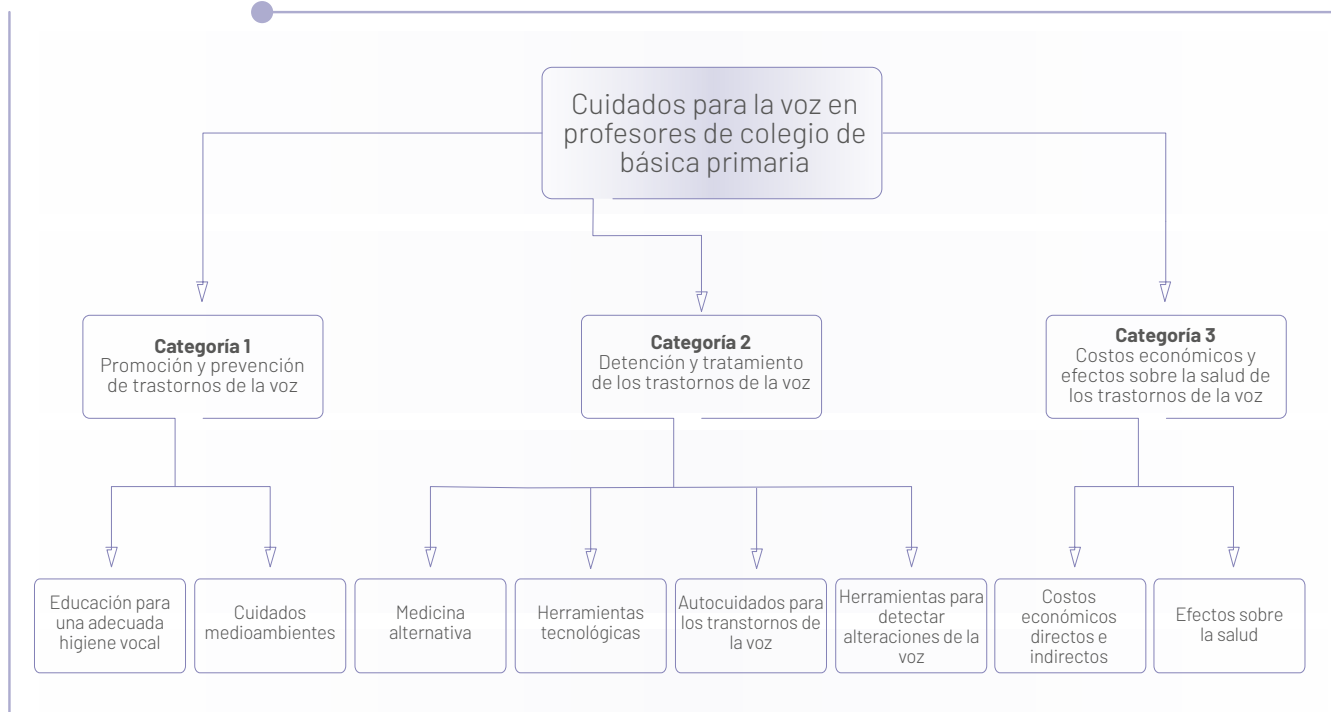 Cuidados para la voz en
profesores de colegio de
básica primaria
Categoría 1
Promoción y prevención
de trastornos de la voz
Categoría 2
Detención y tratamiento
de los trastornos de la voz
Categoría 3
Costos económicos y
efectos sobre la salud de
los trastornos de la voz
Educación para
una adecuada
higiene vocal
Cuidados
medioambientes
Medicina
alternativa
Herramientas
tecnológicas
Autocuidados para
los transtornos de
la voz
Herramientas para
detectar
alteraciones de la
voz
Costos
económicos
directos e
indirectos
Efectos sobre
la salud